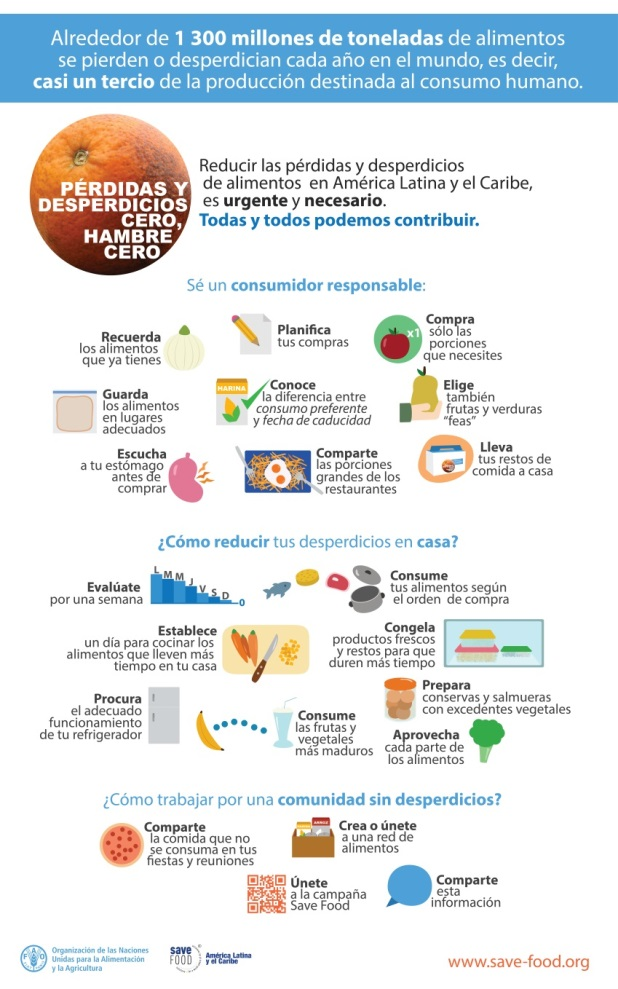 Alrededor de 1 300 millones de toneladas de alimentos
se pierden o desperdician cada año en el mundo, es decir,
casi un tercio de la producción destinada al consumo humano.
PÉRDIDAS Y
DESPERDICIOS
CERO,
HAMBRE
CERO
Reducir las pérdidas y desperdicios
de alimentos en América Latina y el Caribe,
es urgente y necesario.
Todas y todos podemos contribuir.
Sé un consumidor responsable:
Recuerda
los alimentos
que ya tienes
Planifica
tus compras
x1
Compra
sólo las
porciones
que necesites
Guarda
los alimentos
en lugares
adecuados
HARINA
Conoce
la diferencia entre
consumo preferente
y fecha de caducidad
Elige
también
frutas y verduras
"feas"
Escucha
a tu estómago
antes de
comprar
Comparte
las porciones
grandes de los
restaurantes
Lleva
tus restos de
comida a casa
¿Cómo reducir tus desperdicios en casa?
Evalúate
por una semana
L M M J V S D
0
Consume
tus alimentos según
el orden de compra
Establece
un día para cocinar los
alimentos que lleven más
tiempo en tu casa
Congela
productos frescos
y restos para que
duren más tiempo
Procura
el adecuado
funcionamiento
de tu refrigerador
Consume
las frutas y
vegetales
más maduros
Prepara
conservas y salmueras
con excedentes vegetales
Aprovecha
cada parte de
los alimentos
¿Cómo trabajar por una comunidad sin desperdicios?
Comparte
la comida que no
se consuma en tus
fiestas y reuniones
ARROZ
Crea o únete
a una red de
alimentos
Únete
a la campaña
Save Food
Comparte
esta
información
FAO
Organización de las Naciones
Unidas para la Alimentación
y la Agricultura
save
FOOD
América Latina
y el Caribe
www.save-food.org